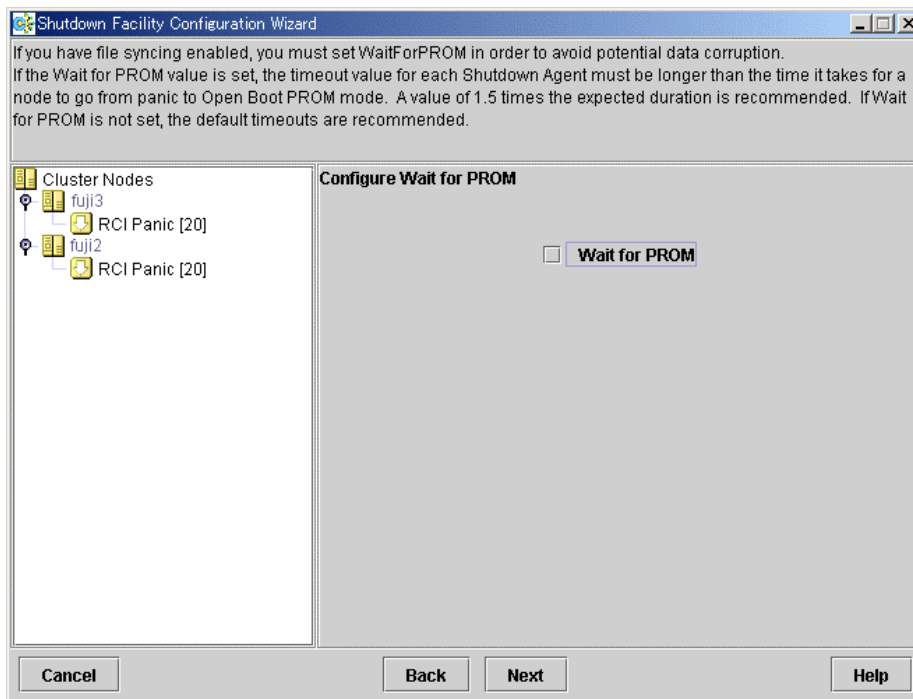 Shutdown Facility Configuration Wizard
If you have file syncing enabled, you must set WaitForPROM in order to avoid potential data corruption.
If the Wait for PROM value is set, the timeout value for each Shutdown Agent must be longer than the time it takes for a
node to go from panic to Open Boot PROM mode. A value of 1.5 times the expected duration is recommended. If Wait
for PROM is not set, the default timeouts are recommended.
Cluster Nodes
fuji3
RCI Panic [20]
fuji2
RCI Panic [20]
Configure Wait for PROM
Wait for PROM
Cancel
Back
Next
Help